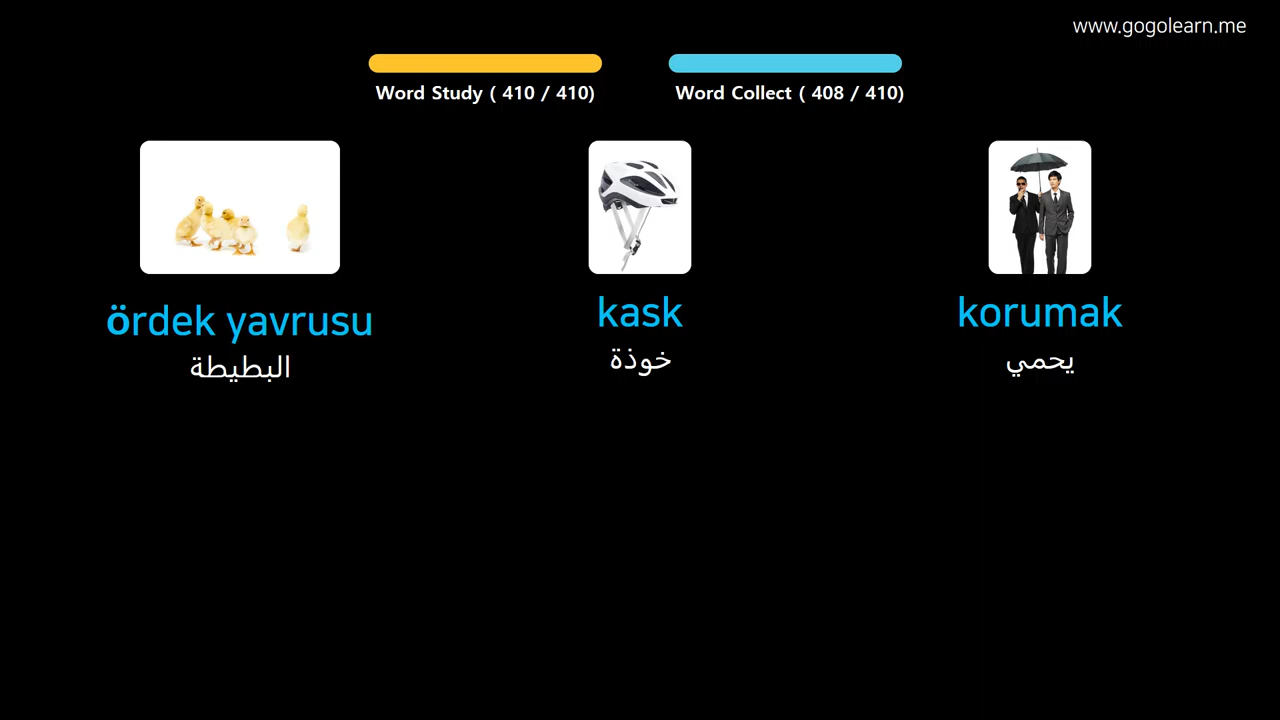 www.gogolearn.me
Word Study ( 410 / 410)
Word Collect ( 408 / 410)
ördek yavrusu
البطيطة
kask
خوذة
korumak
يحمي